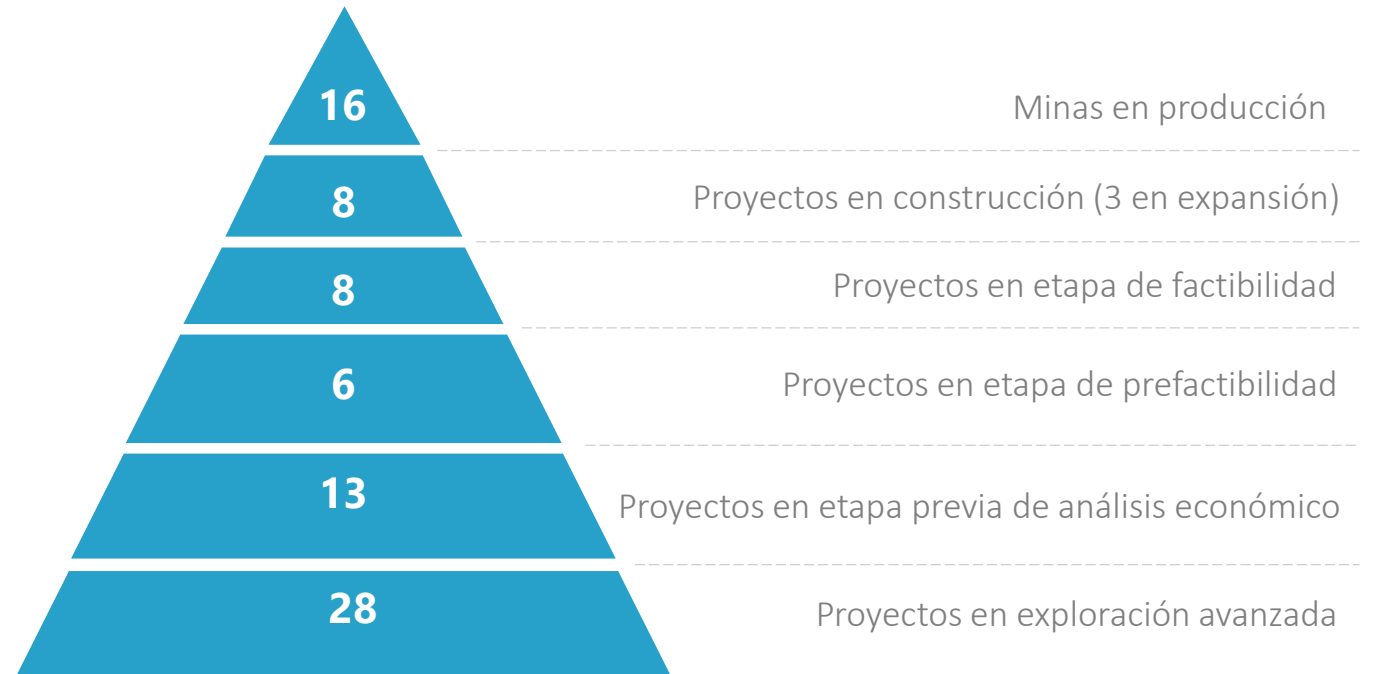 16
Minas en producción
8
Proyectos en construcción (3 en expansión)
8
Proyectos en etapa de factibilidad
6
Proyectos en etapa de prefactibilidad
13
Proyectos en etapa previa de análisis económico
28
Proyectos en exploración avanzada